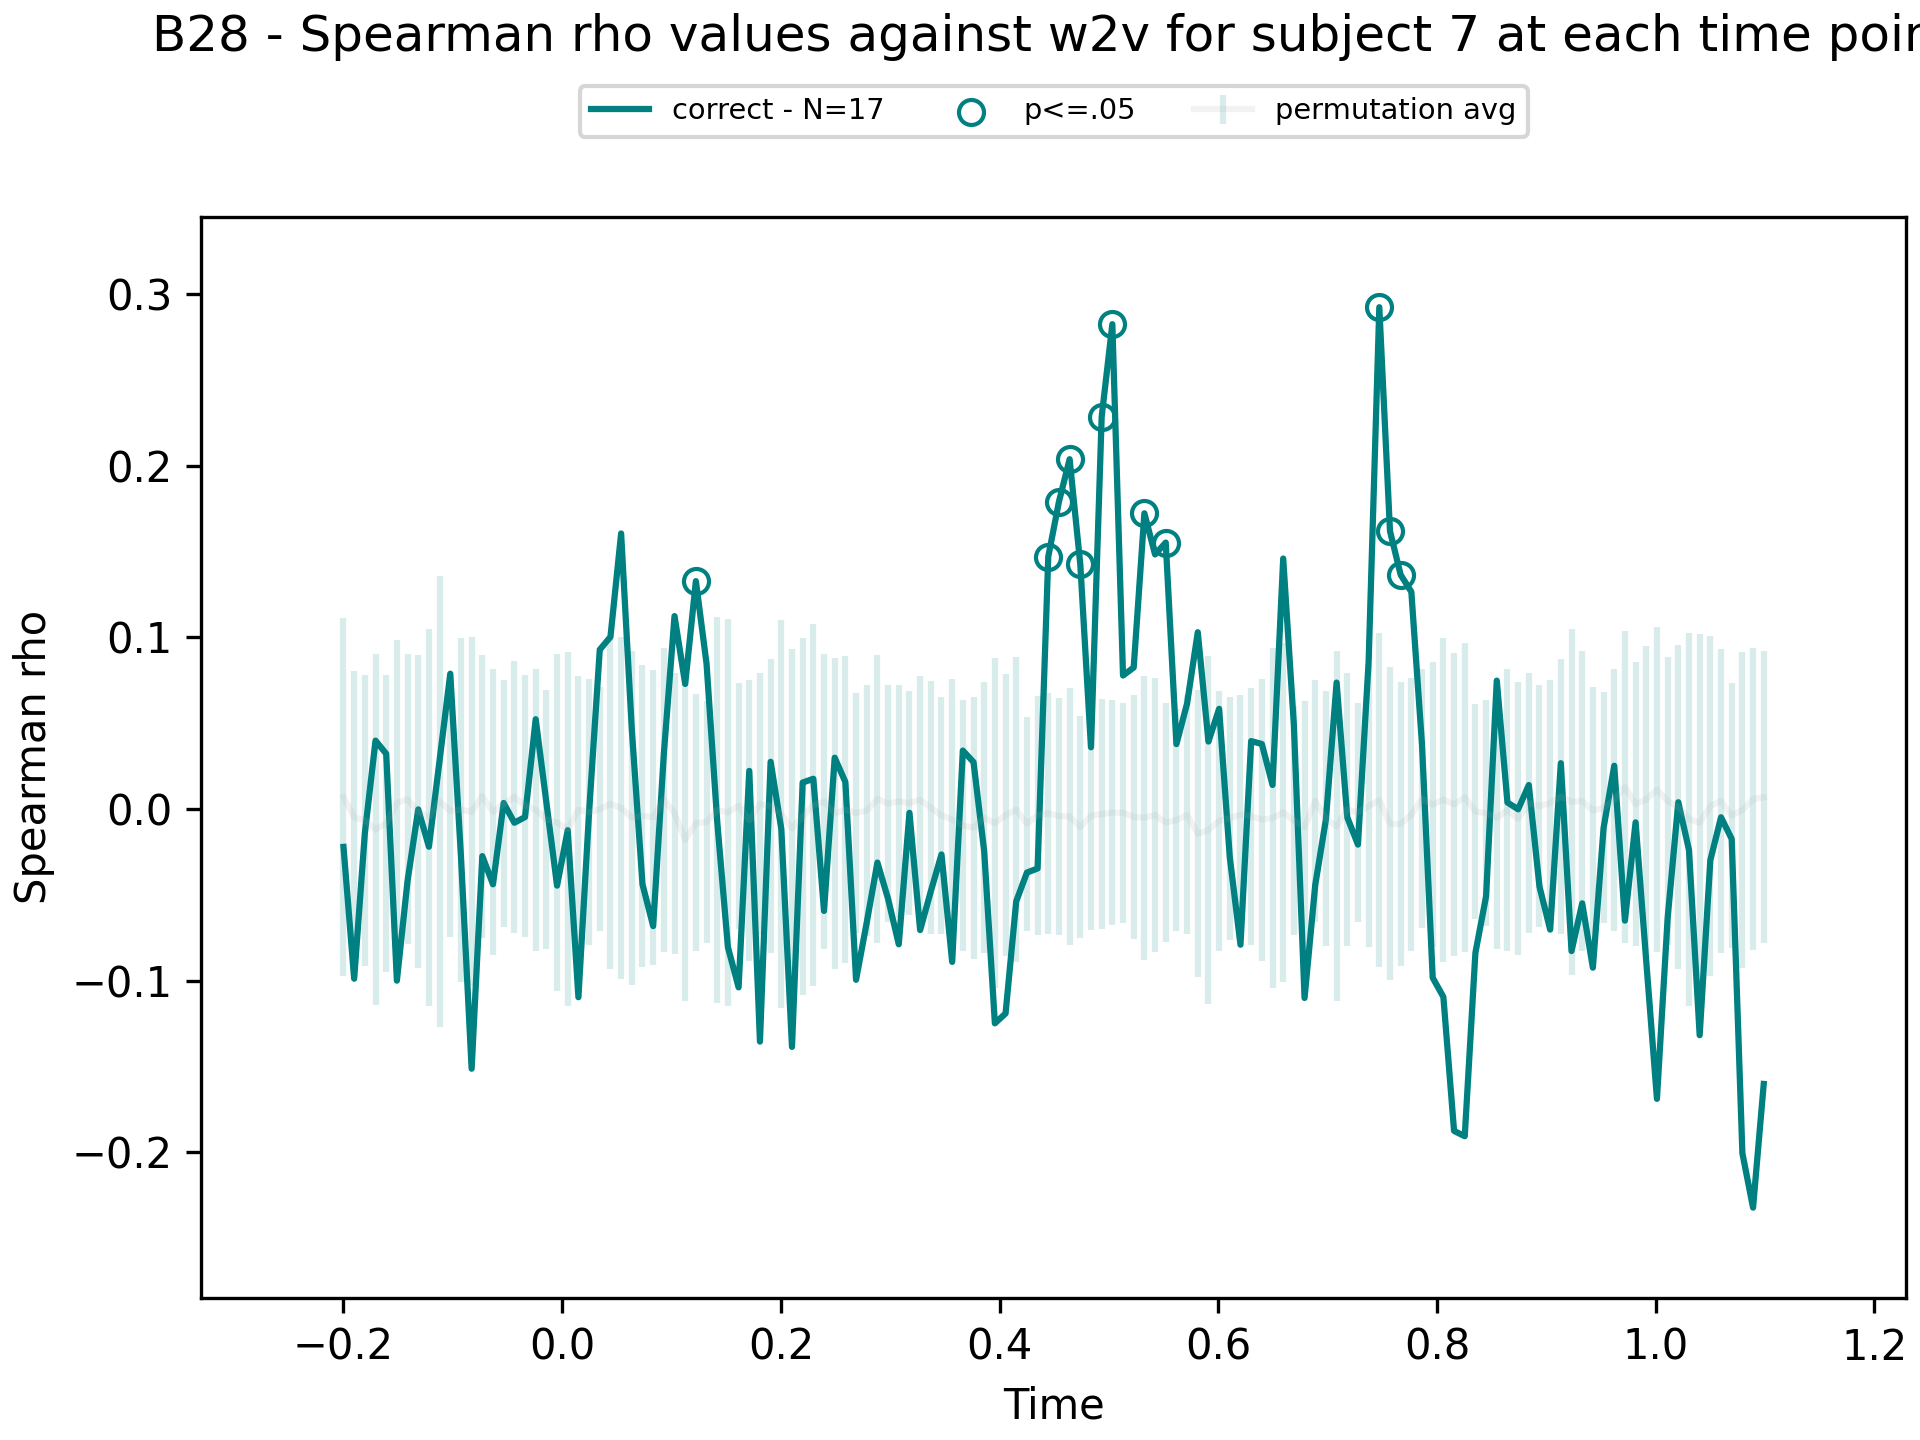 B28 - Spearman rho values against w2v for subject 7 at each time poin
correct - N=17 p<=.05 permutation avg
0.3
0.2
0.1
0.0
−0.1
−0.2
Spearman rho
−0.2 0.0 0.2 0.4 0.6 0.8 1.0 1.2
Time